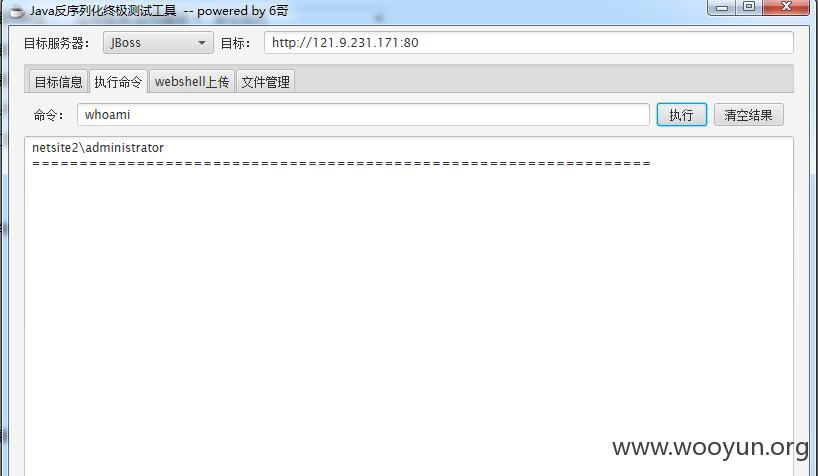 Java反序列化终极测试工具 -- powered by 6哥
目标服务器： JBoss 目标： http://121.9.231.171:80
目标信息 执行命令 webshell上传 文件管理
命令： whoami 执行 清空结果
netsite2\administrator
=================================================================
www.wooyun.org